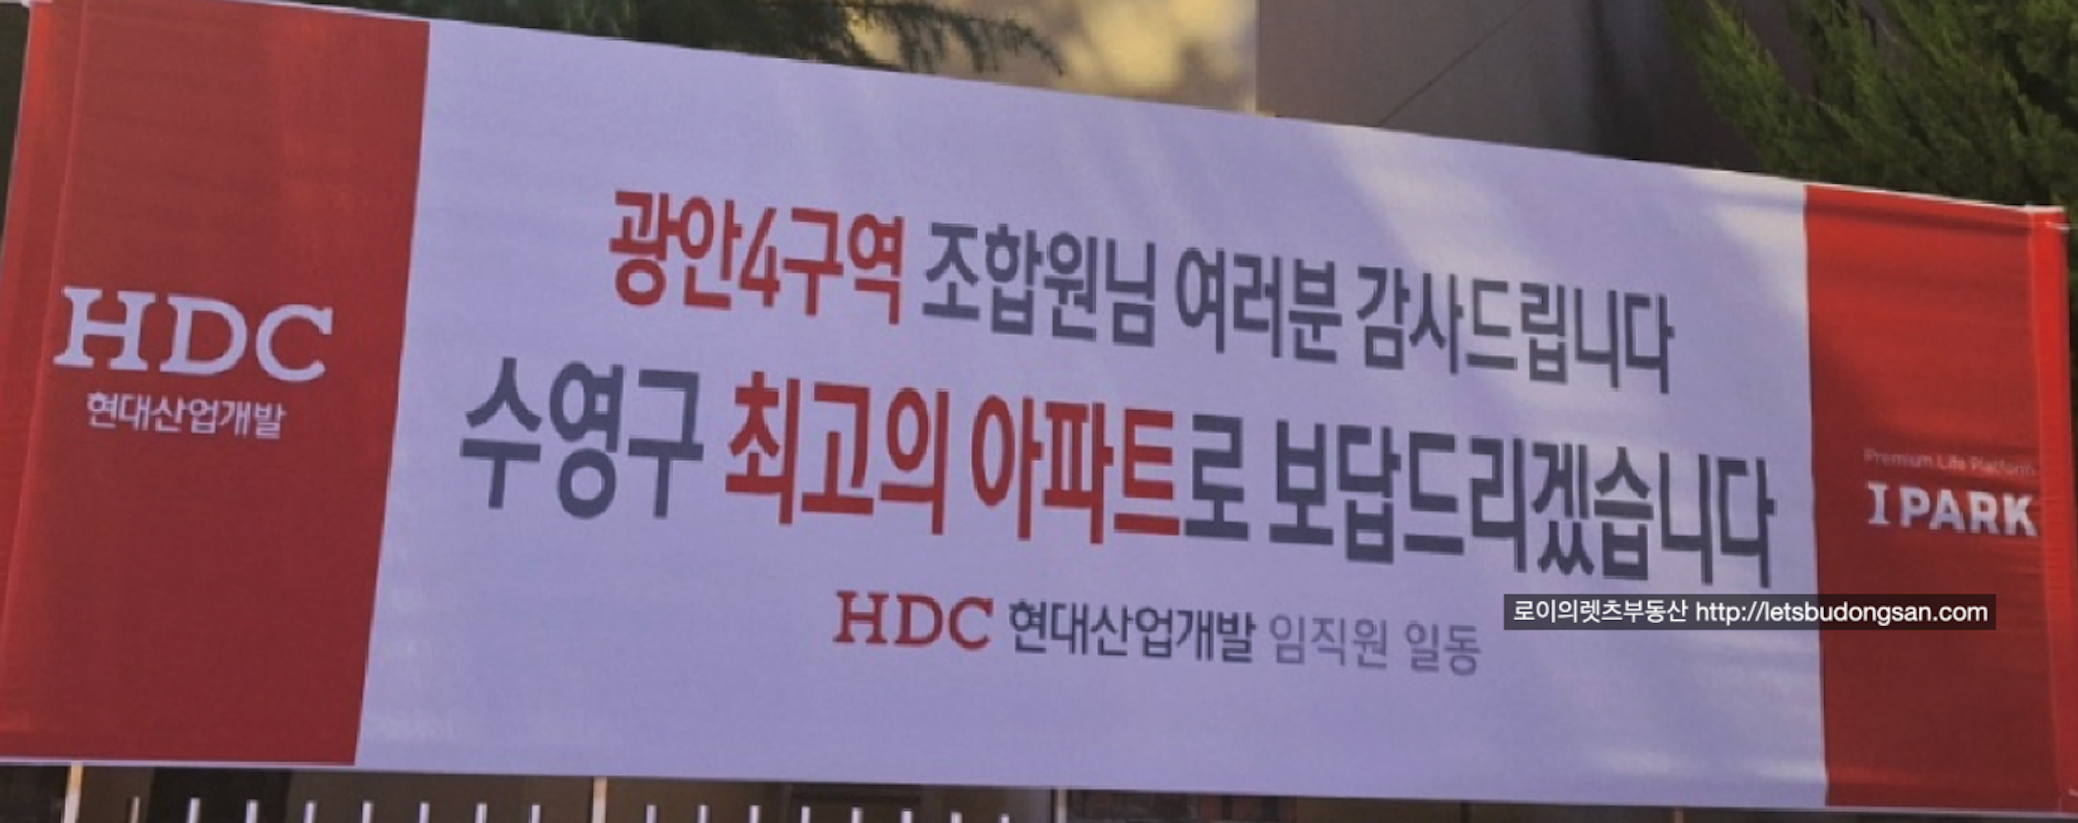 HDC
현대산업개발
광안4구역 조합원님 여러분 감사드립니다
수영구 최고의 아파트로 보답드리겠습니다
HDC 현대산업개발 임직원 일동
Premium Life Platform
I PARK
로이의렛츠부동산 http://letsbudongsan.com